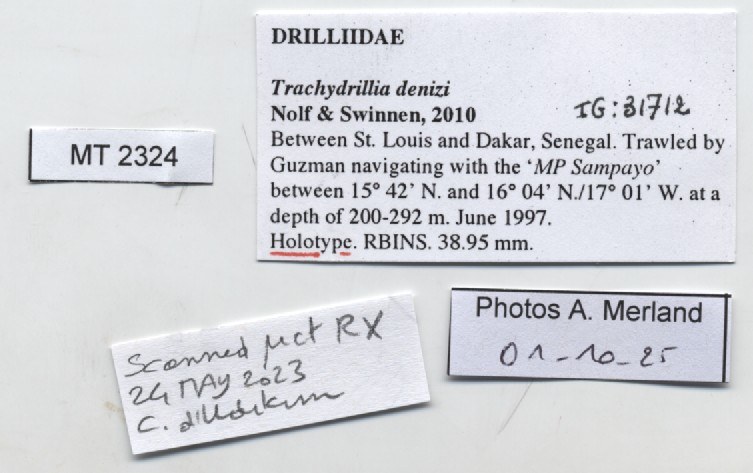 DRILLIIDAE
Trachydrillia denizi
Nolf & Swinnen, 2010
IG: 31712
Between St. Louis and Dakar, Senegal. Trawled by
Guzman navigating with the ‘MP Sampayo’
between 15° 42’ N. and 16° 04’ N./17° 01’ W. at a
depth of 200-292 m. June 1997.
Holotype. RBINS. 38.95 mm.
MT 2324
Scanned µct RX
24 MAY 2023
C.
Photos A. Merland
01-10-25